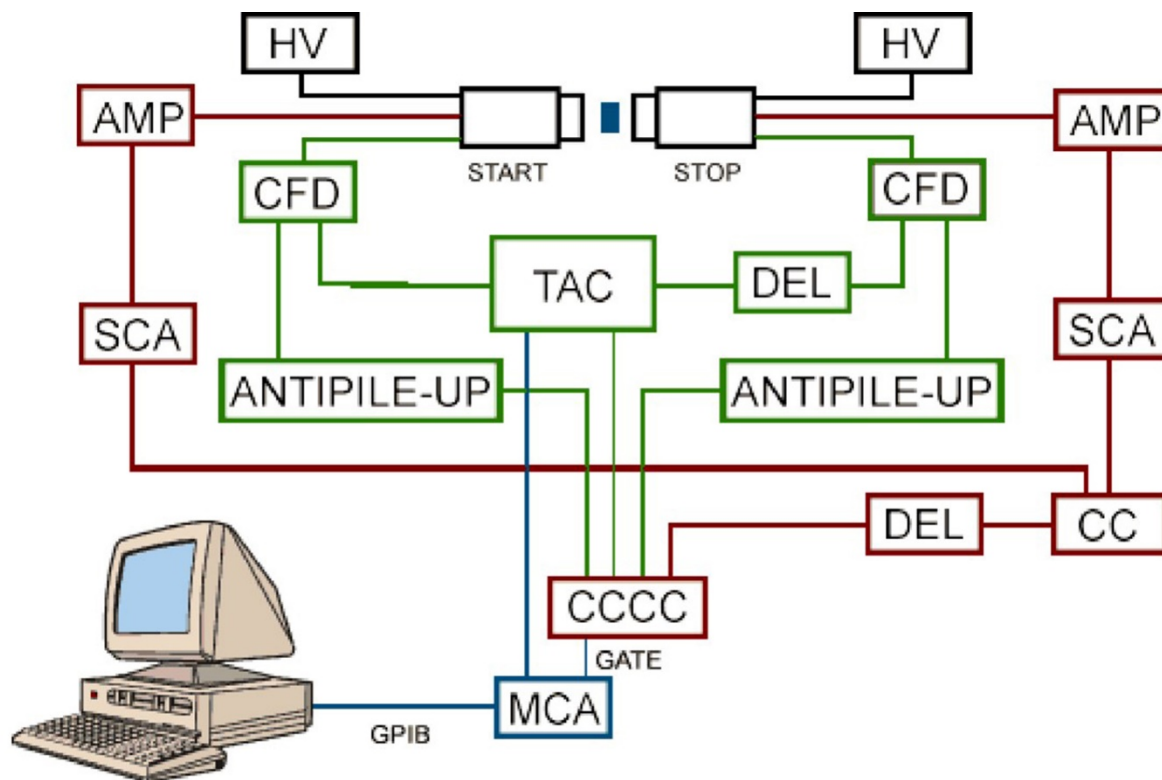 HV
HV
AMP
AMP
START
STOP
CFD
CFD
TAC
DEL
SCA
SCA
ANTIPILE-UP
ANTIPILE-UP
DEL
CC
CCCC
GATE
MCA
GPIB